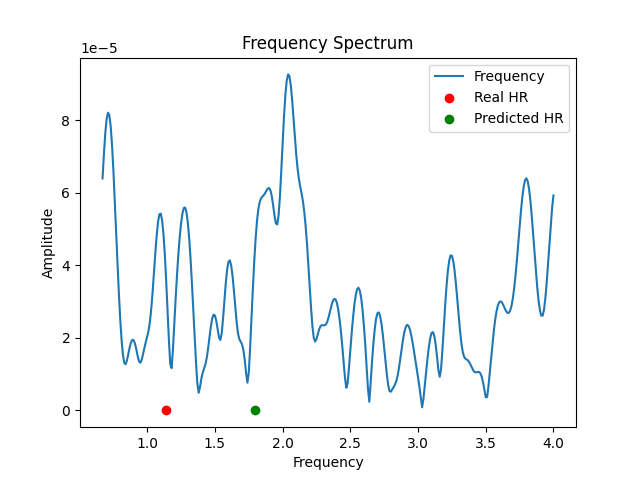 Frequency Spectrum
1e−5
Frequency
Real HR
Predicted HR
8
6
4
2
0
Amplitude
1.0 1.5 2.0 2.5 3.0 3.5 4.0
Frequency